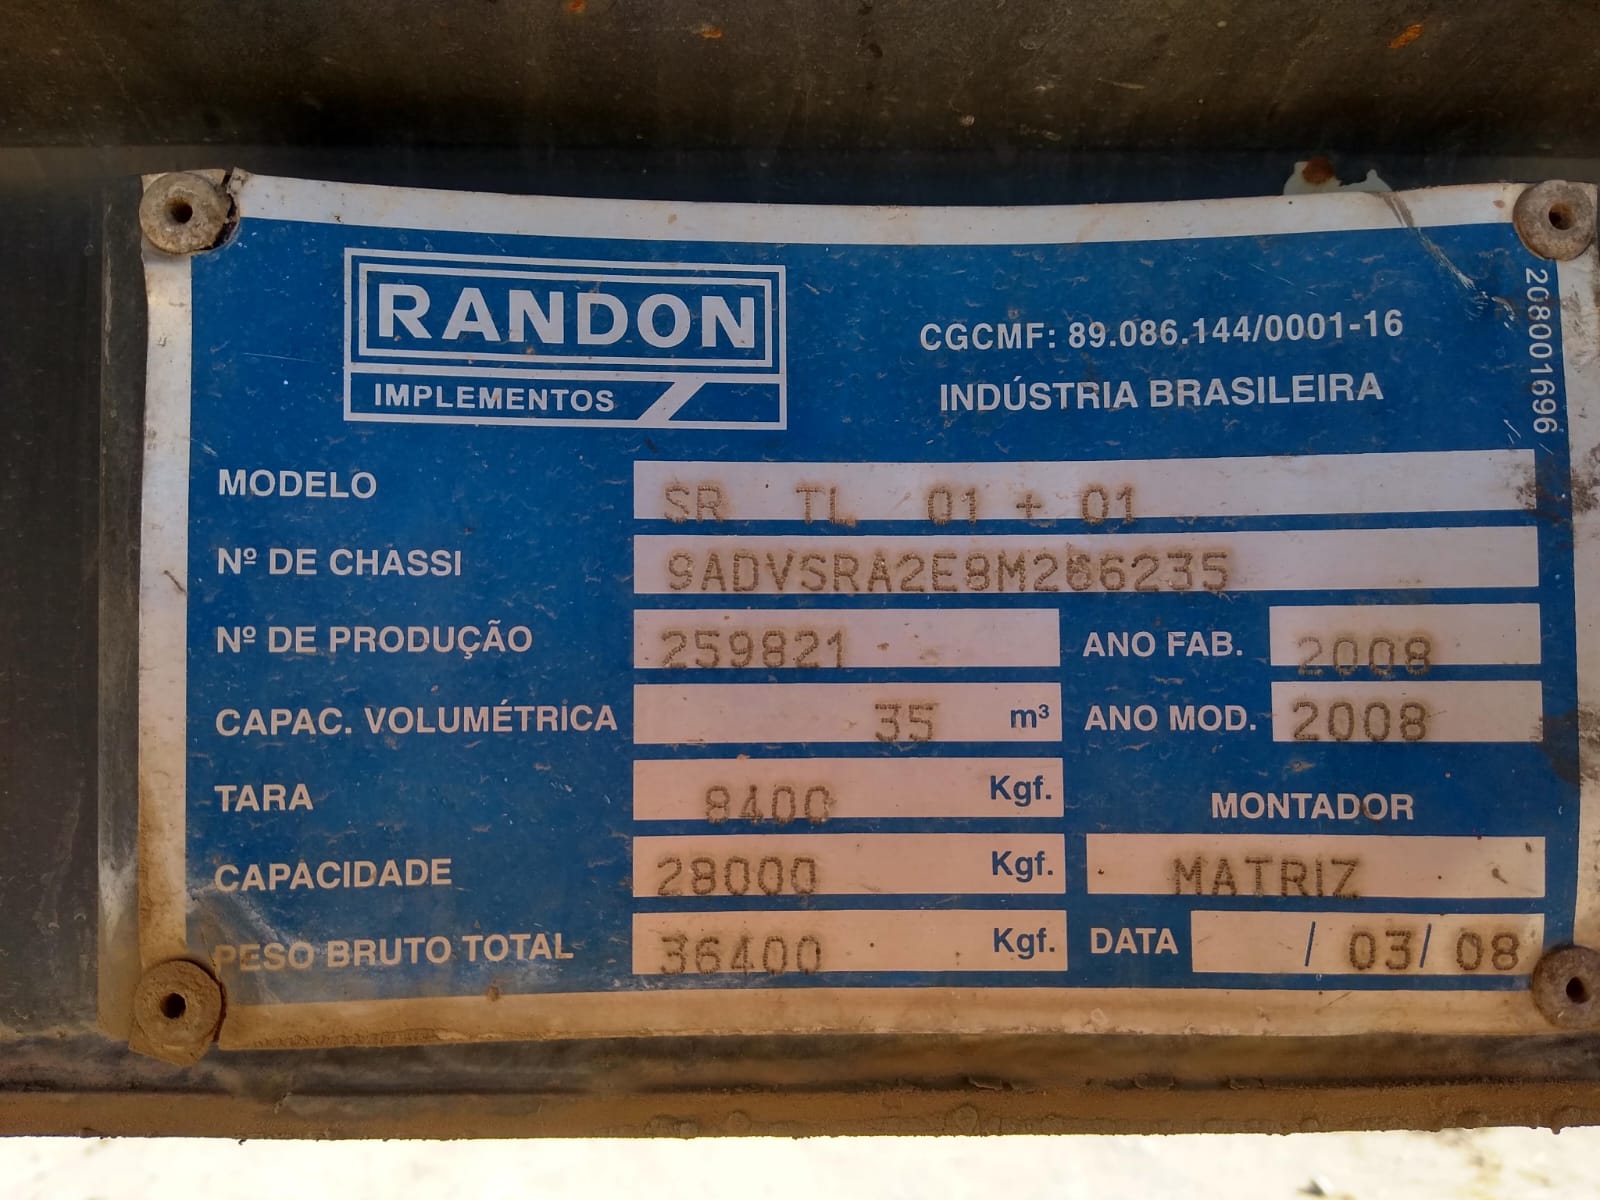 RANDON
IMPLEMENTOS
CGCMF: 89.086.144/0001-16
INDÚSTRIA BRASILEIRA
2080001696
MODELO SR TL 01 + 01
Nº DE CHASSI 9ADVSRA2E8M266235
Nº DE PRODUÇÃO 259821 ANO FAB. 2008
CAPAC. VOLUMÉTRICA 35 m³ ANO MOD. 2008
TARA 8400 Kgf.
MONTADOR
CAPACIDADE 28000 Kgf. MATRIZ
PESO BRUTO TOTAL 36400 Kgf. DATA / 03/ 08